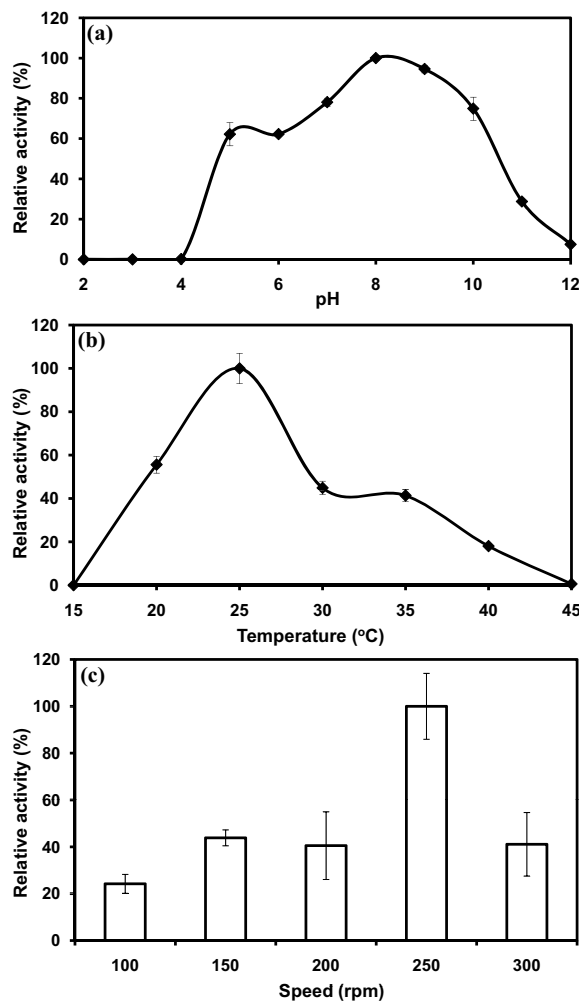 (a)
Relative activity (%)
120
100
80
60
40
20
0
2 4 6 8 10 12
pH
(b)
Relative activity (%)
120
100
80
60
40
20
0
15 20 25 30 35 40 45
Temperature (°C)
(c)
Relative activity (%)
120
100
80
60
40
20
0
100 150 200 250 300
Speed (rpm)